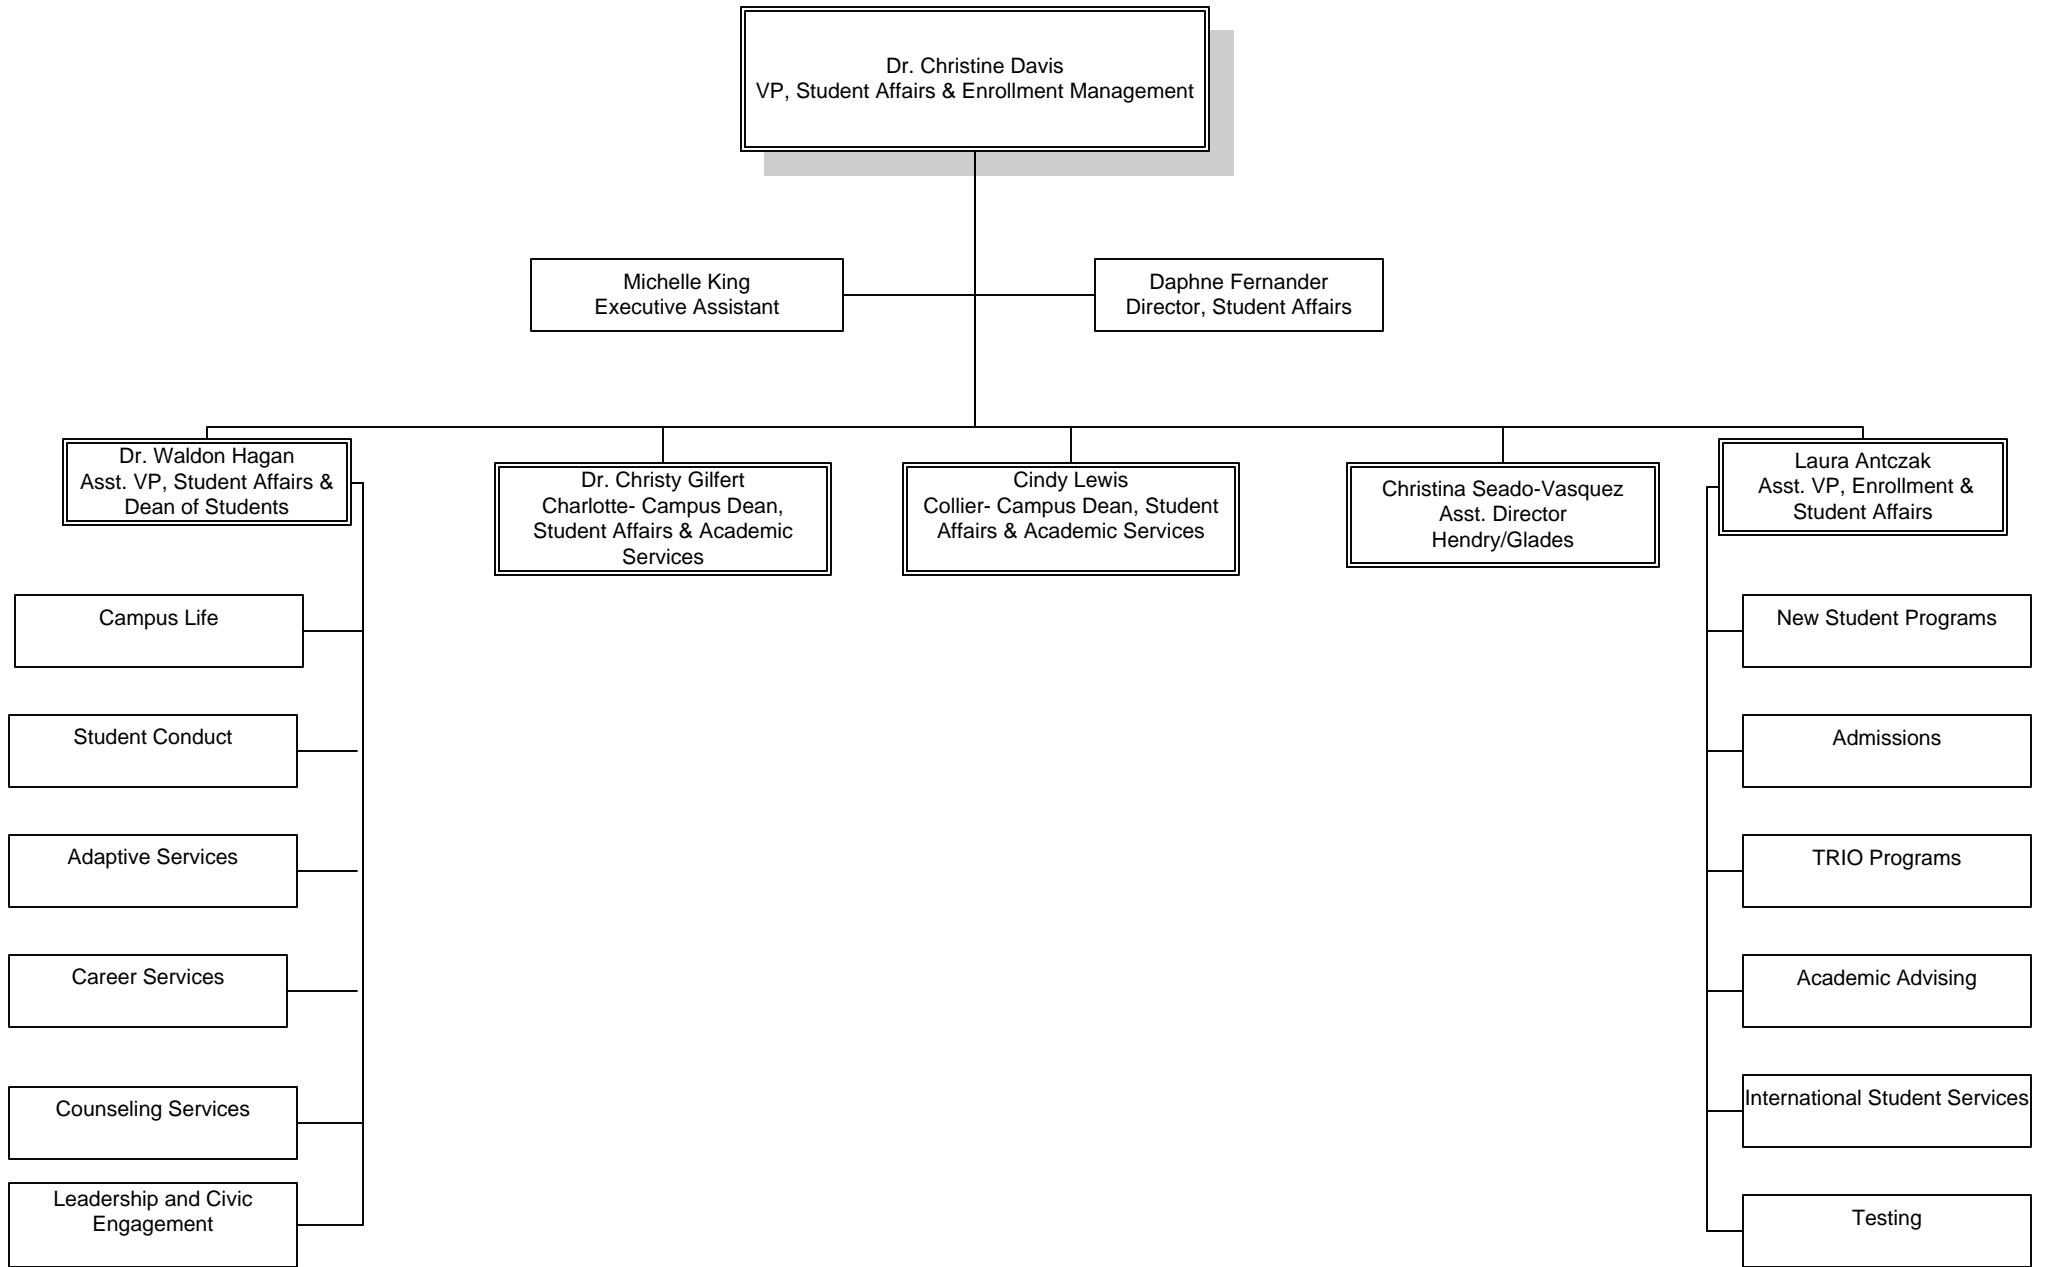 Dr. Christine Davis
VP, Student Affairs & Enrollment Management
Michelle King
Executive Assistant
Daphne Fernander
Director, Student Affairs
Dr. Waldon Hagan
Asst. VP, Student Affairs &
Dean of Students
Dr. Christy Gilfert
Charlotte- Campus Dean,
Student Affairs & Academic
Services
Cindy Lewis
Collier- Campus Dean, Student
Affairs & Academic Services
Christina Seado-Vasquez
Asst. Director
Hendry/Glades
Laura Antczak
Asst. VP, Enrollment &
Student Affairs
Campus Life
Student Conduct
Adaptive Services
Career Services
Counseling Services
Leadership and Civic
Engagement
New Student Programs
Admissions
TRIO Programs
Academic Advising
International Student Services
Testing